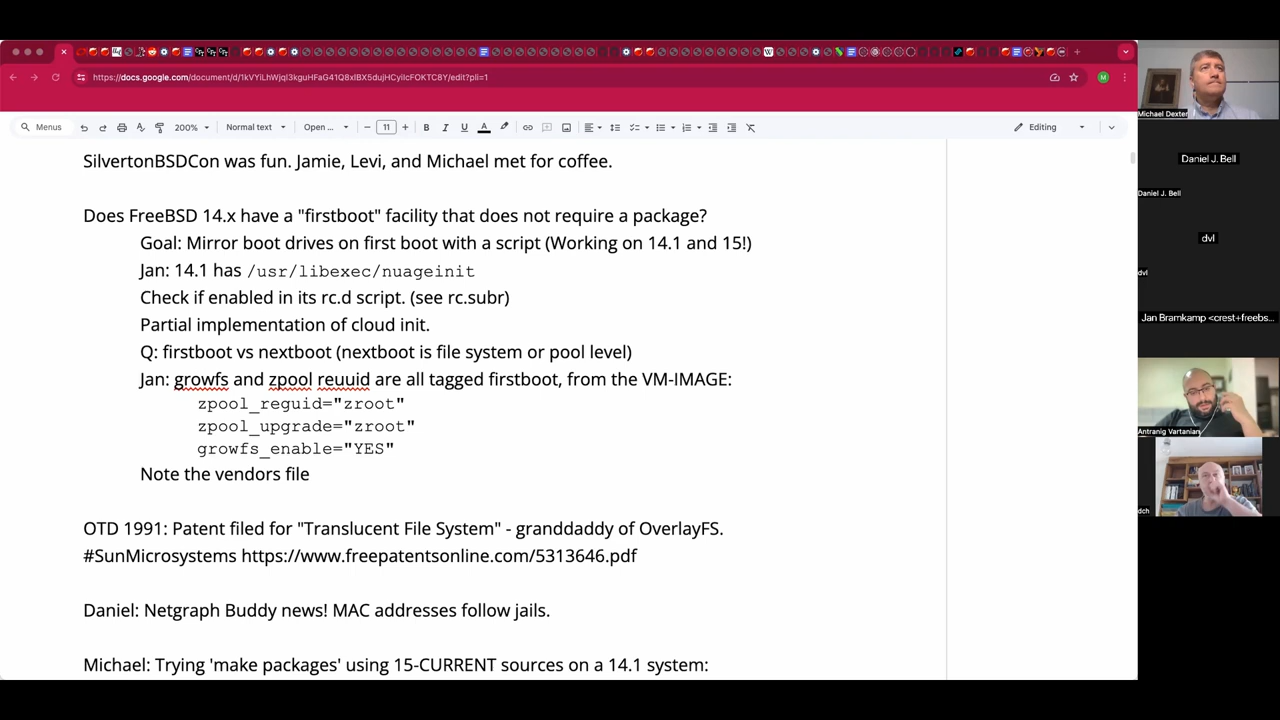 https://docs.google.com/document/d/1kVYiLhWjqI3kguHFaG41Q8xlBX5dujHCyilcFOKTC8Y/edit?pli=1
M
Menus
200%
Normal text
Open ...
11
Editing
SilvertonBSDCon was fun. Jamie, Levi, and Michael met for coffee.
Does FreeBSD 14.x have a "firstboot" facility that does not require a package?
Goal: Mirror boot drives on first boot with a script (Working on 14.1 and 15!)
Jan: 14.1 has /usr/libexec/nuageinit
Check if enabled in its rc.d script. (see rc.subr)
Partial implementation of cloud init.
Q: firstboot vs nextboot (nextboot is file system or pool level)
Jan: growfs and zpool reuuid are all tagged firstboot, from the VM-IMAGE:
zpool_reguid="zroot"
zpool_upgrade="zroot"
growfs_enable="YES"
Note the vendors file
OTD 1991: Patent filed for "Translucent File System" - granddaddy of OverlayFS.
#SunMicrosystems https://www.freepatentsonline.com/5313646.pdf
Daniel: Netgraph Buddy news! MAC addresses follow jails.
Michael: Trying 'make packages' using 15-CURRENT sources on a 14.1 system:
Michael Dexter
Daniel J. Bell
Daniel J. Bell
dvl
dvl
Jan Bramkamp <crest+freebs...
Antranig Vartanian
dch